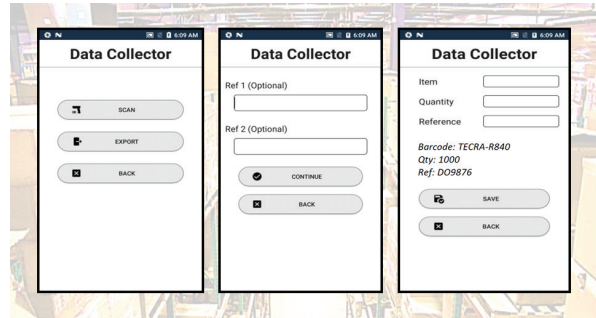 6:09 AM
Data Collector
SCAN
EXPORT
BACK
6:09 AM
Data Collector
Ref 1 (Optional)
Ref 2 (Optional)
CONTINUE
BACK
6:09 AM
Data Collector
Item
Quantity
Reference
Barcode: TECRA-R840
Qty: 1000
Ref: DO9876
SAVE
BACK